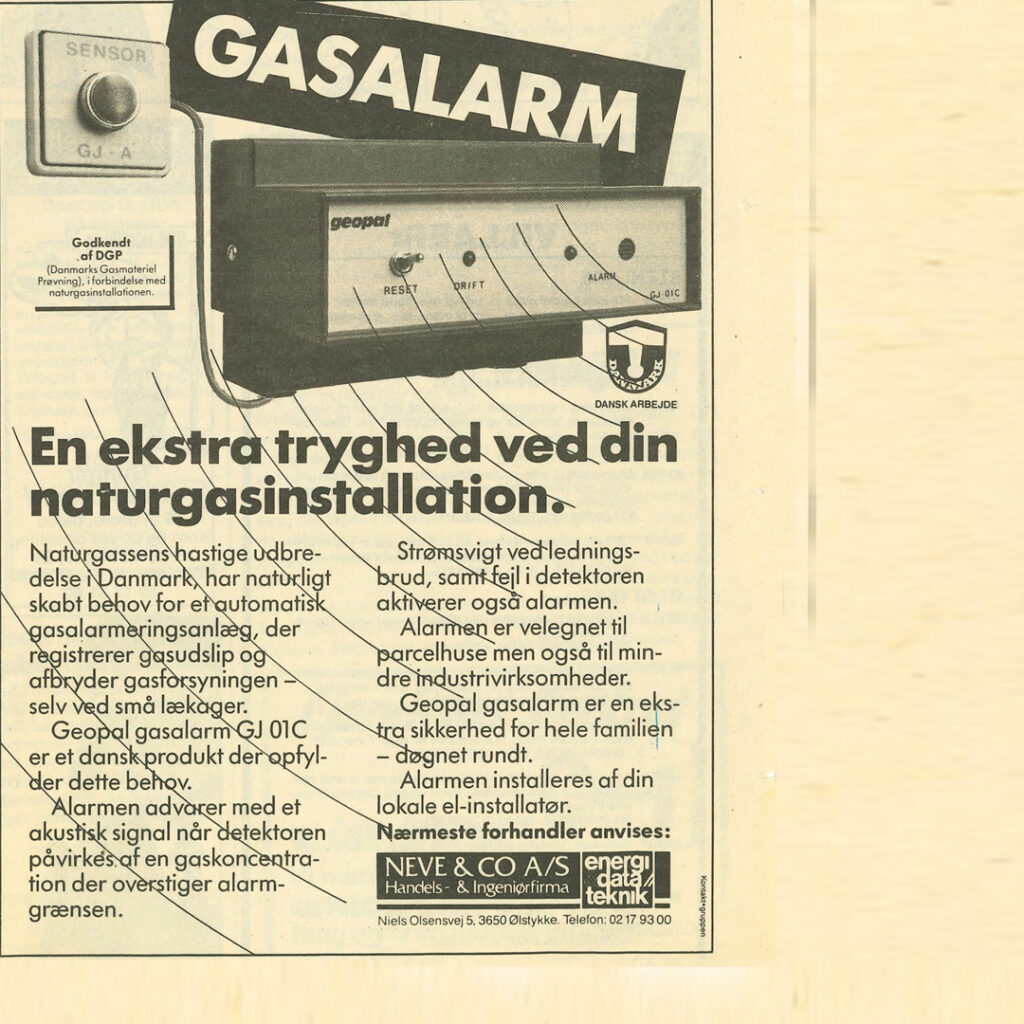 SENSOR
GJ-A
GASALARM
Godkendt
af DGP
(Danmarks Gasmateriel
Prøvning), i forbindelse med
naturgasinstallationen.
geopal
RESET
DRIFT
ALARM
GJ-01C
DANMARK
DANSK ARBEJDE
En ekstra tryghed ved din
naturgasinstallation.
Naturgassens hastige udbre-
delse i Danmark, har naturligt
skabt behov for et automatisk
gasalarmeringsanlæg, der
registrerer gasudslip og
afbryder gasforsyningen –
selv ved små lækager.
Geopal gasalarm GJ 01C
er et dansk produkt der opfyl-
der dette behov.
Alarmen advarer med et
akustisk signal når detektoren
påvirkes af en gaskoncentra-
tion der overstiger alarm-
grænsen.
Strømsvigt ved lednings-
brud, samt fejl i detektoren
aktiverer også alarmen.
Alarmen er velegnet til
parcelhuse men også til min-
dre industrivirksomheder.
Geopal gasalarm er en eks-
tra sikkerhed for hele familien
– døgnet rundt.
Alarmen installeres af din
lokale el-installatør.
Nærmeste forhandler anvises:
NEVE & CO A/S
Handels- & Ingeniørfirma
energi
data
teknik
Niels Olsensvej 5, 3650 Ølstykke. Telefon: 02 17 93 00
Kontakt-gruppen